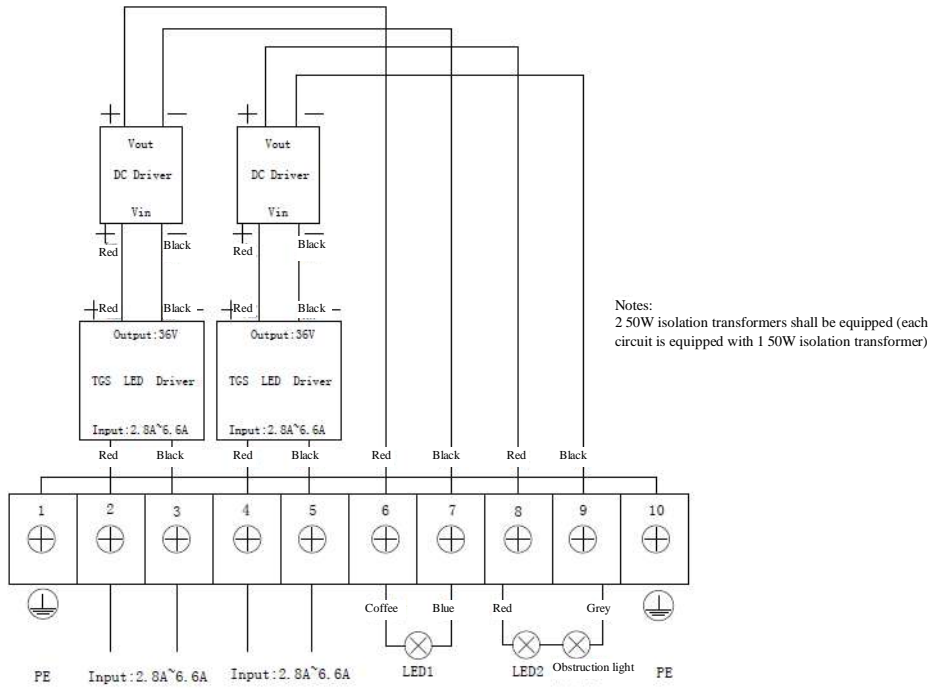 + − + −
Vout Vout
DC Driver DC Driver
Vin Vin
+ − + −
Red Black Red Black
+ Red Black − + Red Black −
Output:36V Output:36V
TGS LED Driver TGS LED Driver
Input:2.8A~6.6A Input:2.8A~6.6A
Red Black Red Black Red Black Red Black
1 2 3 4 5 6 7 8 9 10
Coffee Blue Red Grey
PE Input:2.8A~6.6A Input:2.8A~6.6A LED1 LED2 Obstruction light PE
Notes:
2 50W isolation transformers shall be equipped (each
circuit is equipped with 1 50W isolation transformer)